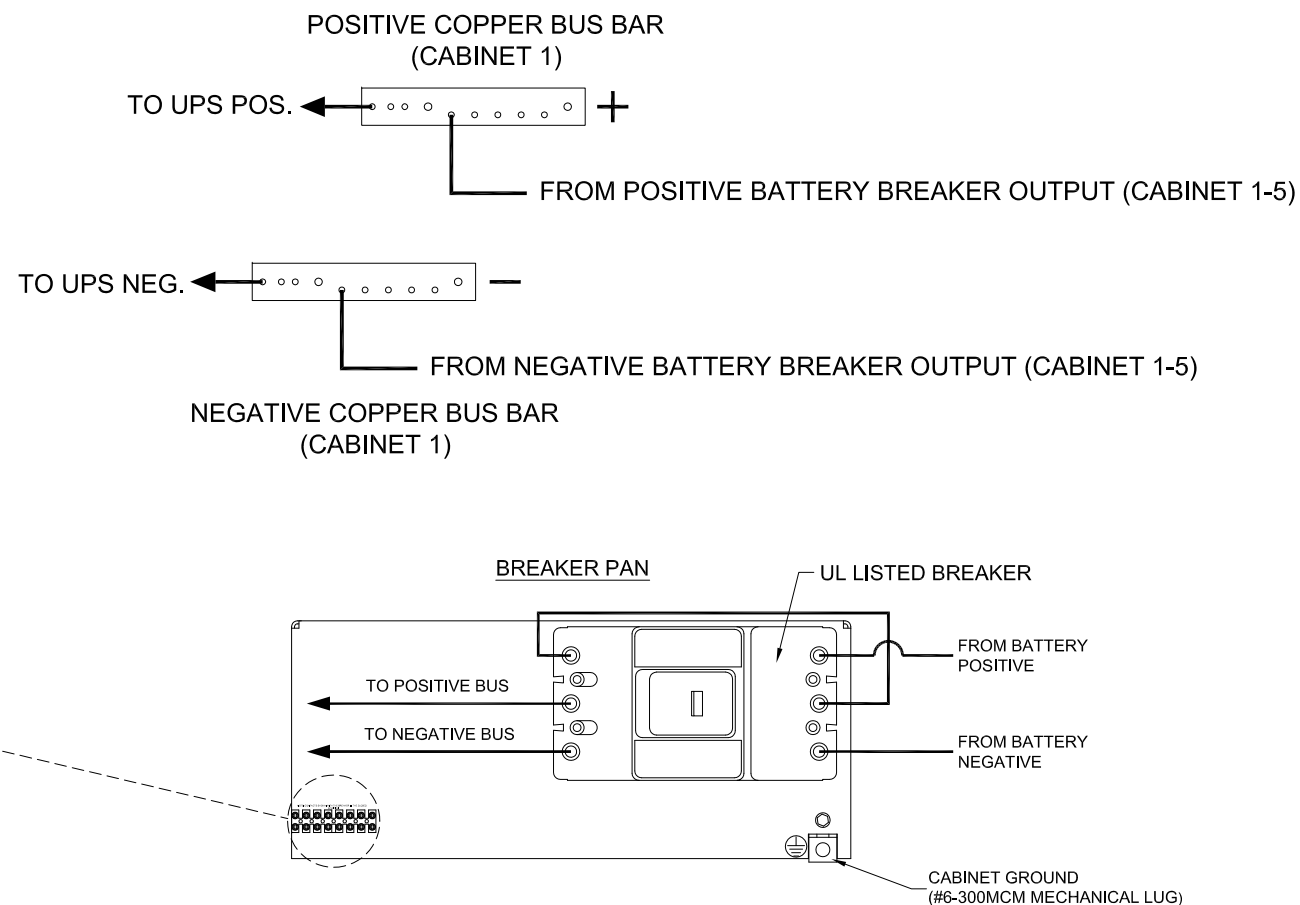 POSITIVE COPPER BUS BAR
(CABINET 1)
TO UPS POS.
+
FROM POSITIVE BATTERY BREAKER OUTPUT (CABINET 1-5)
TO UPS NEG.
−
FROM NEGATIVE BATTERY BREAKER OUTPUT (CABINET 1-5)
NEGATIVE COPPER BUS BAR
(CABINET 1)
BREAKER PAN
UL LISTED BREAKER
FROM BATTERY
POSITIVE
TO POSITIVE BUS
TO NEGATIVE BUS
FROM BATTERY
NEGATIVE
CABINET GROUND
(#6-300MCM MECHANICAL LUG)